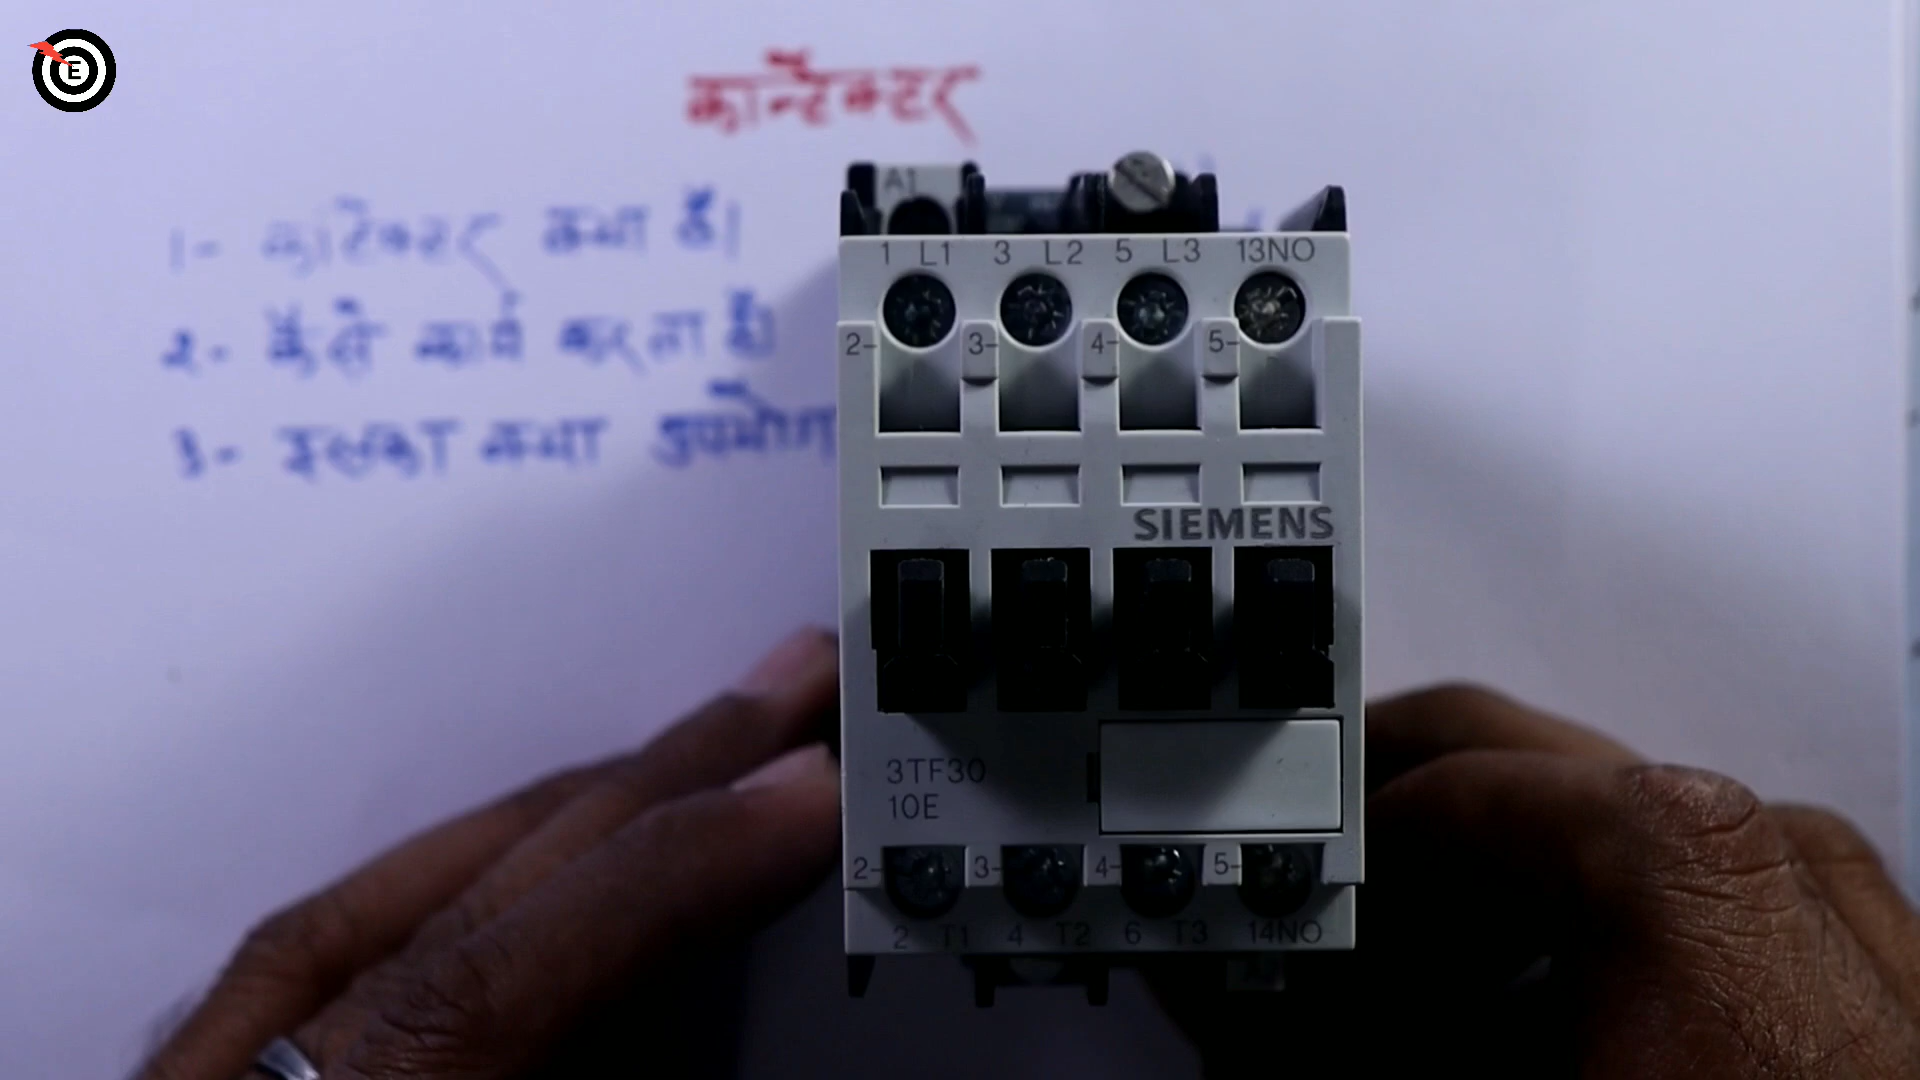 E
कान्टैक्टर
1- कांटेक्टर क्या है।
2- कैसे कार्य करता है।
3- इसका क्या उपयोग
A1
1 L1 3 L2 5 L3 13NO
2- 3- 4- 5-
SIEMENS
3TF30
10E
2- 3- 4- 5-
2 T1 4 T2 6 T3 14NO